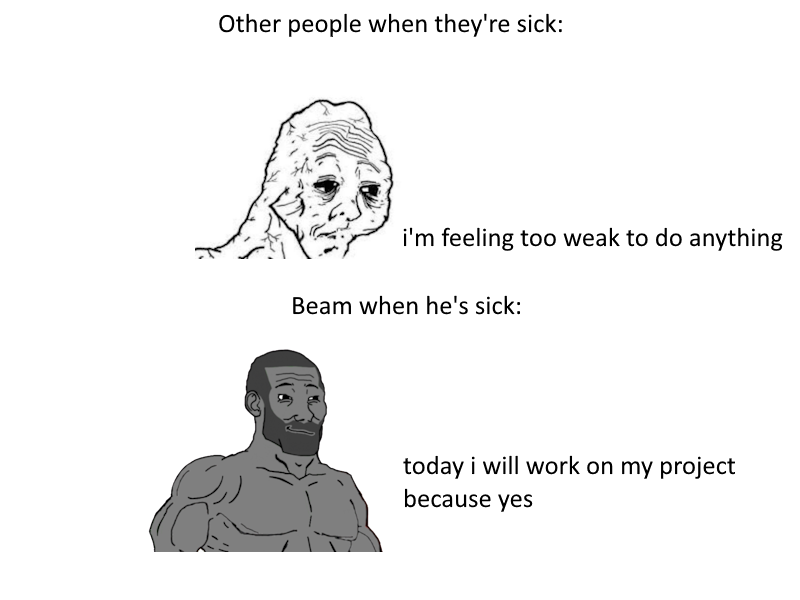 Other people when they're sick:
i'm feeling too weak to do anything
Beam when he's sick:
today i will work on my project
because yes